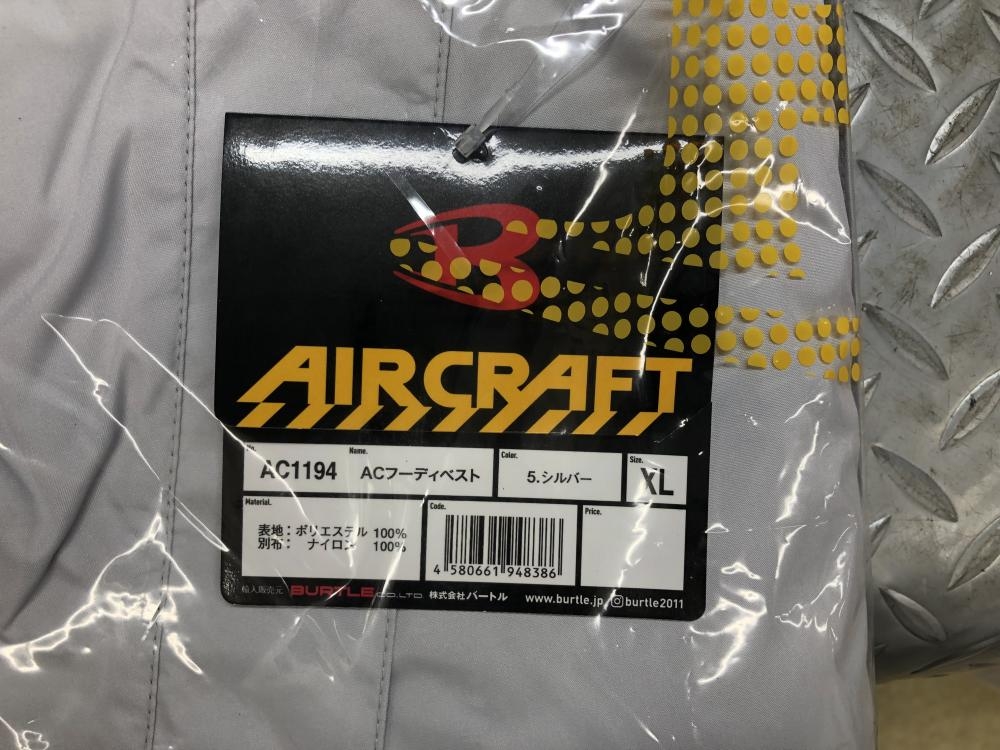 B
AIRCRAFT
No.
AC1194
Name.
ACフーディベスト
Color.
5.シルバー
Size.
XL
Material.
表地：ポリエステル 100%
別布： ナイロン 100%
Code.
4 580661 948386
Price.
輸入販売元 BURTLE CO.,LTD. 株式会社バートル www.burtle.jp burtle2011